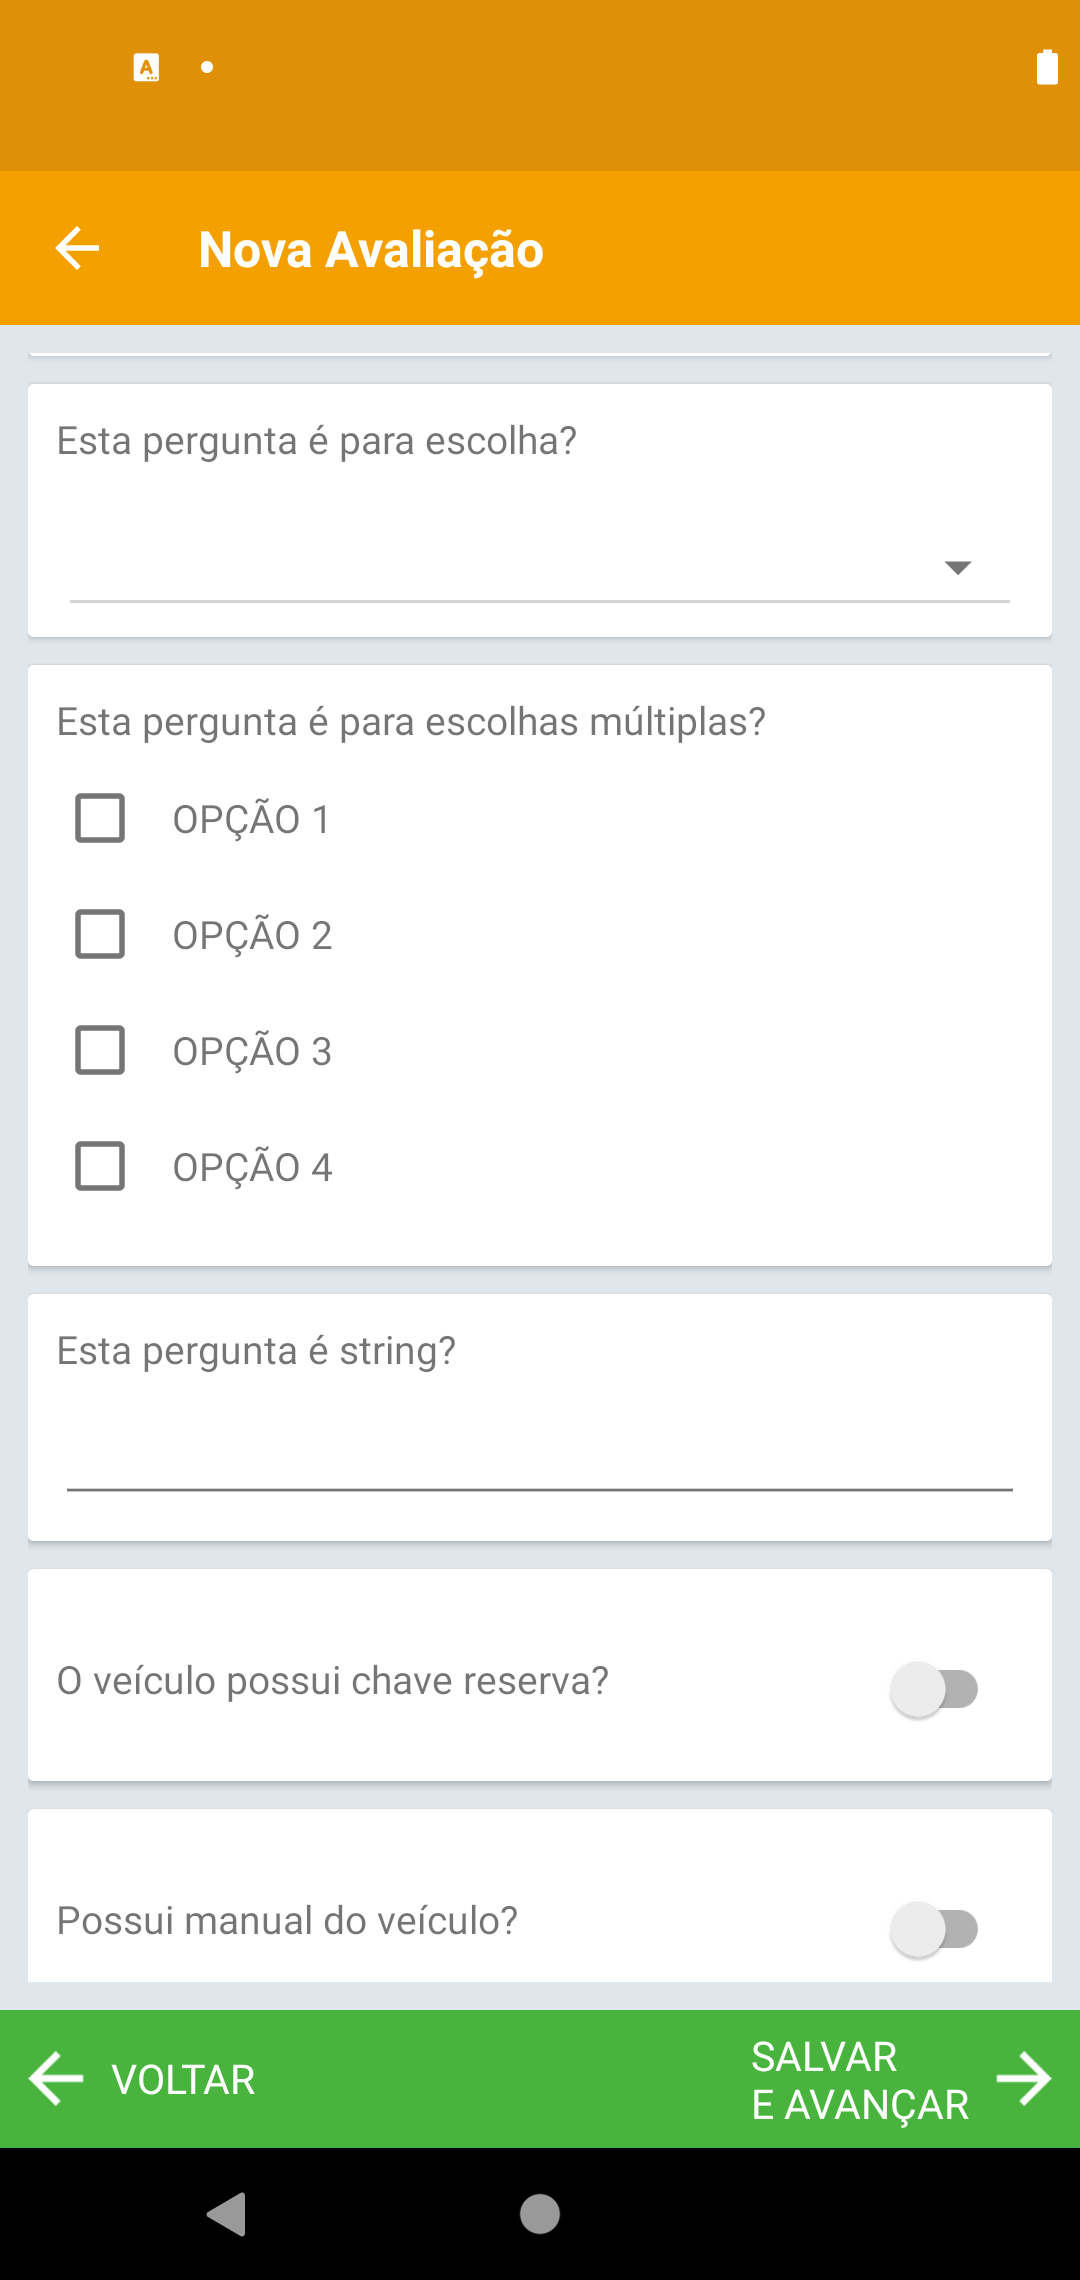 Nova Avaliação
Esta pergunta é para escolha?
Esta pergunta é para escolhas múltiplas?
OPÇÃO 1
OPÇÃO 2
OPÇÃO 3
OPÇÃO 4
Esta pergunta é string?
O veículo possui chave reserva?
Possui manual do veículo?
VOLTAR
SALVAR
E AVANÇAR